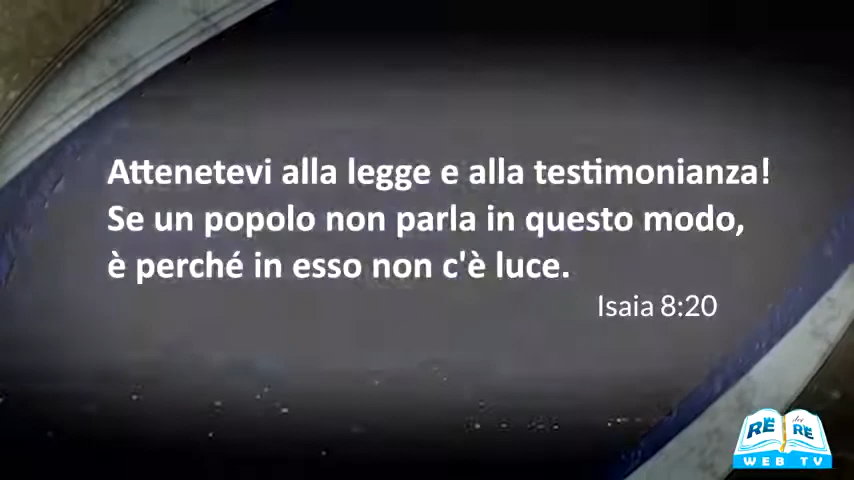 Attenetevi alla legge e alla testimonianza!
Se un popolo non parla in questo modo,
è perché in esso non c'è luce.
Isaia 8:20
RE dei RE
WEB TV